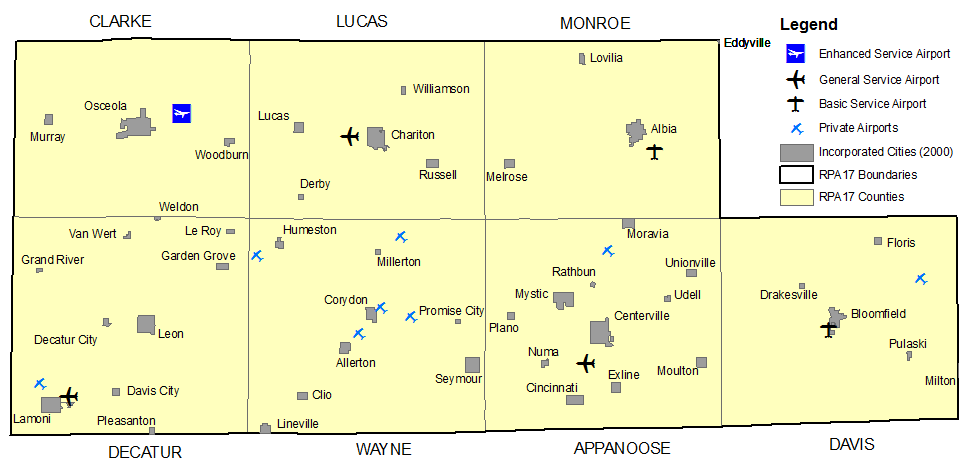 CLARKE
LUCAS
MONROE
Legend
Eddyville
Enhanced Service Airport
General Service Airport
Basic Service Airport
Private Airports
Incorporated Cities (2000)
RPA17 Boundaries
RPA17 Counties
Lovilia
Williamson
Osceola
Lucas
Chariton
Albia
Murray
Woodburn
Russell
Melrose
Derby
Weldon
Van Wert
Le Roy
Humeston
Moravia
Floris
Grand River
Garden Grove
Millerton
Rathbun
Unionville
Corydon
Promise City
Mystic
Udell
Drakesville
Plano
Centerville
Bloomfield
Decatur City
Leon
Allerton
Numa
Pulaski
Seymour
Exline
Moulton
Milton
Davis City
Clio
Cincinnati
Lamoni
Pleasanton
Lineville
DECATUR
WAYNE
APPANOOSE
DAVIS